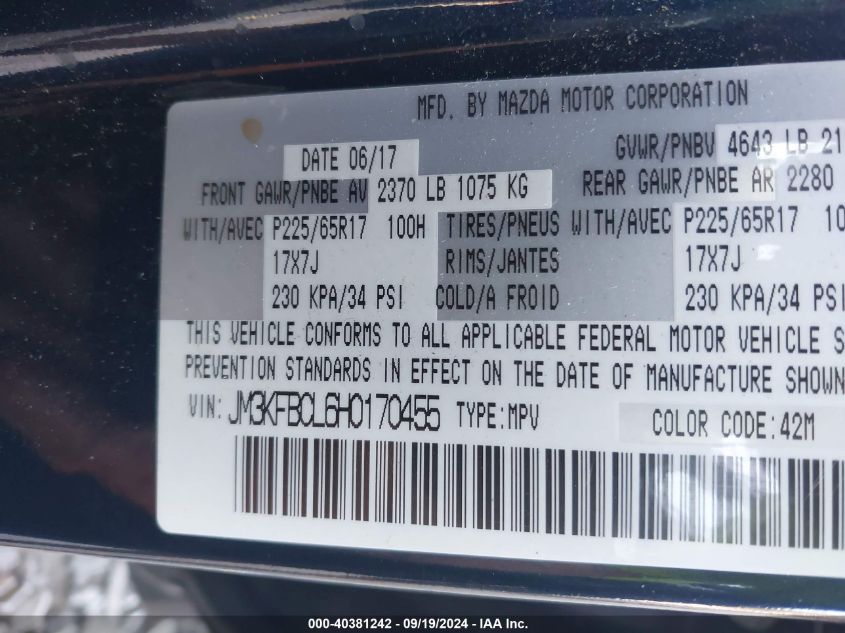 MFD. BY MAZDA MOTOR CORPORATION
DATE 06/17 GVWR/PNBV 4643 LB 21
FRONT GAWR/PNBE AV 2370 LB 1075 KG REAR GAWR/PNBE AR 2280
WITH/AVEC P225/65R17 100H TIRES/PNEUS WITH/AVEC P225/65R17 10
17X7J RIMS/JANTES 17X7J
230 KPA/34 PSI COLD/A FROID 230 KPA/34 PSI
THIS VEHICLE CONFORMS TO ALL APPLICABLE FEDERAL MOTOR VEHICLE S
PREVENTION STANDARDS IN EFFECT ON THE DATE OF MANUFACTURE SHOWN
VIN: JM3KFBCL6H0170455 TYPE:MPV COLOR CODE:42M
000-40381242 - 09/19/2024 - IAA Inc.